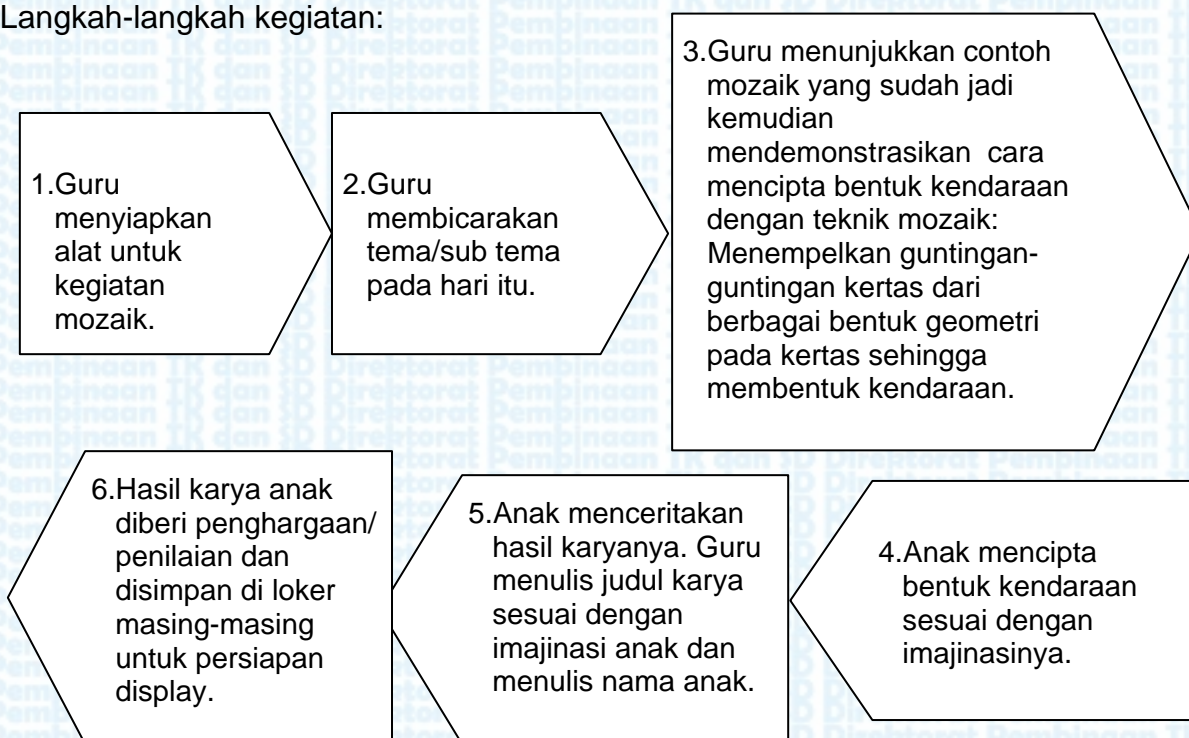 Langkah-langkah kegiatan:
1.Guru
menyiapkan
alat untuk
kegiatan
mozaik.
2.Guru
membicarakan
tema/sub tema
pada hari itu.
3.Guru menunjukkan contoh
mozaik yang sudah jadi
kemudian
mendemonstrasikan cara
mencipta bentuk kendaraan
dengan teknik mozaik:
Menempelkan guntingan-
guntingan kertas dari
berbagai bentuk geometri
pada kertas sehingga
membentuk kendaraan.
4.Anak mencipta
bentuk kendaraan
sesuai dengan
imajinasinya.
5.Anak menceritakan
hasil karyanya. Guru
menulis judul karya
sesuai dengan
imajinasi anak dan
menulis nama anak.
6.Hasil karya anak
diberi penghargaan/
penilaian dan
disimpan di loker
masing-masing
untuk persiapan
display.